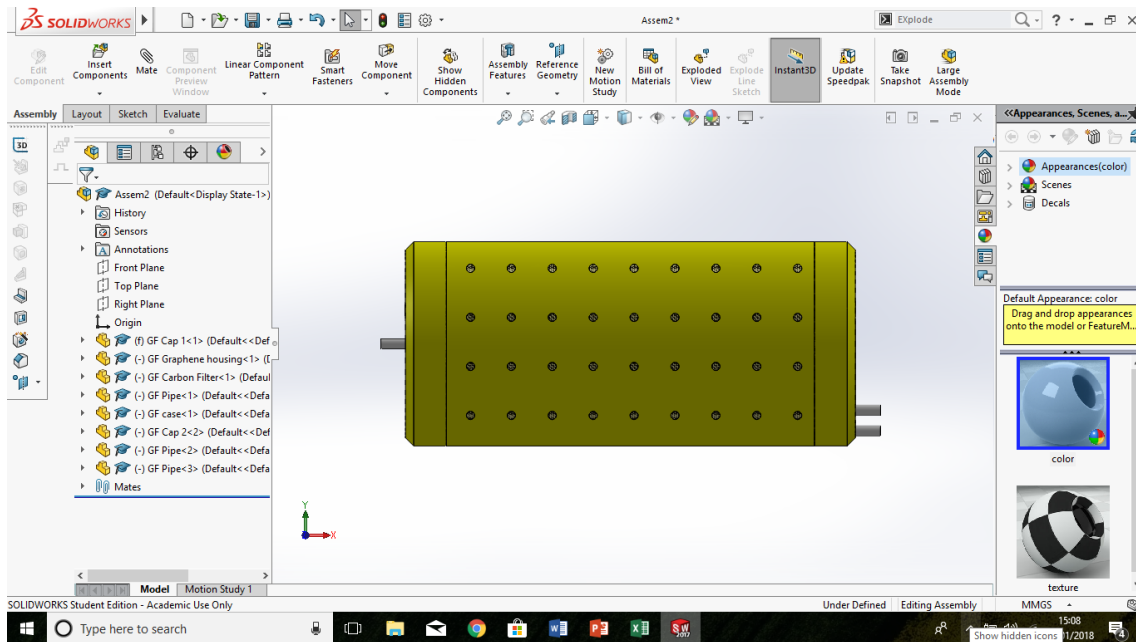 SOLIDWORKS
Assem2 *
EXplode
Edit Component
Insert Components
Mate
Component Preview Window
Linear Component Pattern
Smart Fasteners
Move Component
Show Hidden Components
Assembly Features
Reference Geometry
New Motion Study
Bill of Materials
Exploded View
Explode Line Sketch
Instant3D
Update Speedpak
Take Snapshot
Large Assembly Mode
Assembly
Layout
Sketch
Evaluate
<<Appearances, Scenes, a...
3D
Appearances(color)
Scenes
Decals
Assem2 (Default<Display State-1>)
History
Sensors
Annotations
Front Plane
Top Plane
Right Plane
Origin
(f) GF Cap 1<1> (Default<<Def
(-) GF Graphene housing<1> (D
(-) GF Carbon Filter<1> (Defaul
(-) GF Pipe<1> (Default<<Defa
(-) GF case<1> (Default<<Defa
(-) GF Cap 2<2> (Default<<Def
(-) GF Pipe<2> (Default<<Defa
(-) GF Pipe<3> (Default<<Defa
Mates
Default Appearance: color
Drag and drop appearances
onto the model or FeatureM...
color
texture
Y
X
Model
Motion Study 1
SOLIDWORKS Student Edition - Academic Use Only
Under Defined
Editing Assembly
MMGS
Type here to search
15:08
01/2018
Show hidden icons